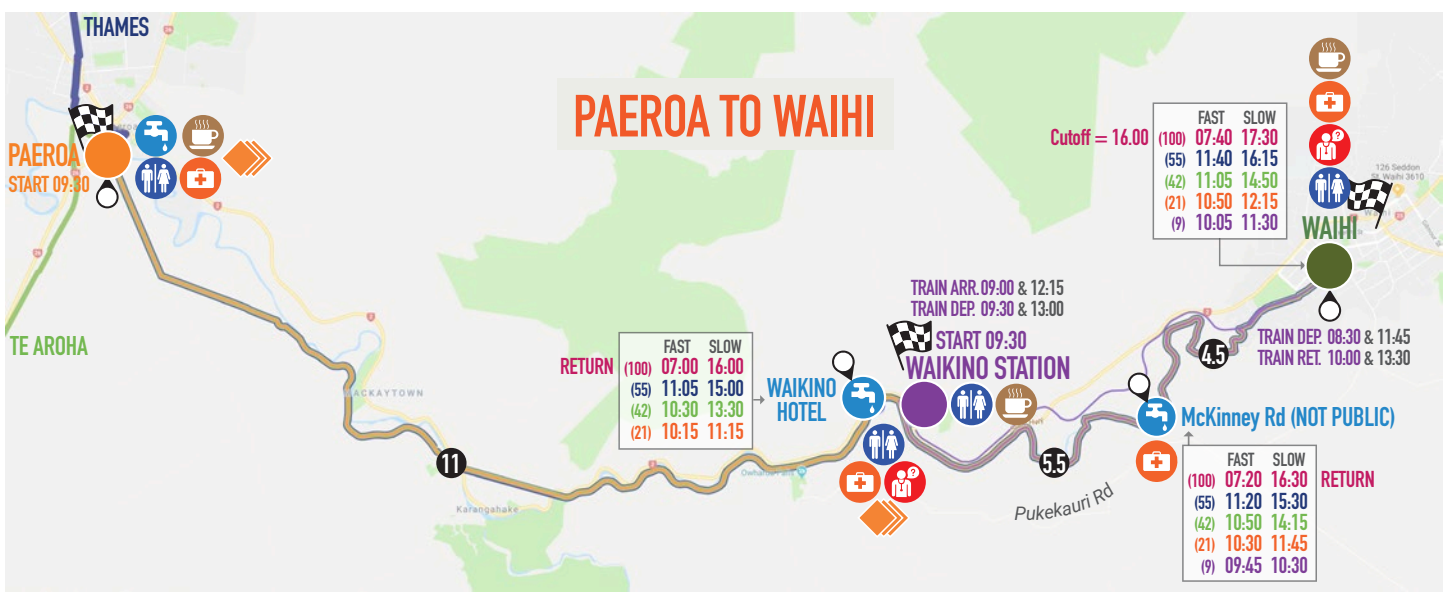 THAMES
PAEROA TO WAIHI
PAEROA
START 09:30
TE AROHA
MACKAYTOWN
11
Karangahake
RETURN
FAST SLOW
(100) 07:00 16:00
(55) 11:05 15:00
(42) 10:30 13:30
(21) 10:15 11:15
WAIKINO
HOTEL
TRAIN ARR. 09:00 & 12:15
TRAIN DEP. 09:30 & 13:00
START 09:30
WAIKINO STATION
5.5
Pukekauri Rd
McKinney Rd (NOT PUBLIC)
FAST SLOW
(100) 07:20 16:30 RETURN
(55) 11:20 15:30
(42) 10:50 14:15
(21) 10:30 11:45
(9) 09:45 10:30
4.5
Cutoff = 16.00
FAST SLOW
(100) 07:40 17:30
(55) 11:40 16:15
(42) 11:05 14:50
(21) 10:50 12:15
(9) 10:05 11:30
126 Seddon
St, Waihi 3610
WAIHI
TRAIN DEP. 08:30 & 11:45
TRAIN RET. 10:00 & 13:30